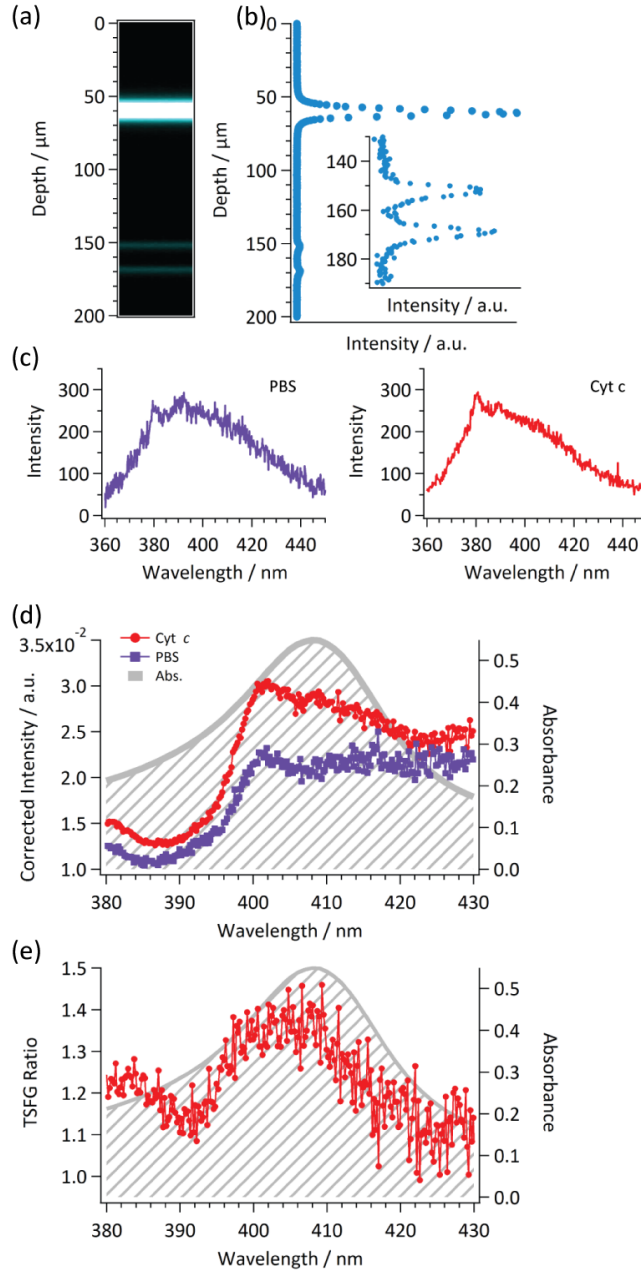 (a)
0
50
100
150
200
Depth / µm
(b)
0
50
100
150
200
Depth / µm
140
160
180
Intensity / a.u.
Intensity / a.u.
(c)
300
200
100
0
Intensity
PBS
360 380 400 420 440
Wavelength / nm
300
200
100
0
Intensity
Cyt c
360 380 400 420 440
Wavelength / nm
(d)
3.5x10-2
3.0
2.5
2.0
1.5
1.0
Corrected Intensity / a.u.
Cyt c
PBS
Abs.
0.5
0.4
0.3
0.2
0.1
0.0
Absorbance
380 390 400 410 420 430
Wavelength / nm
(e)
1.5
1.4
1.3
1.2
1.1
1.0
TSFG Ratio
0.5
0.4
0.3
0.2
0.1
0.0
Absorbance
380 390 400 410 420 430
Wavelength / nm